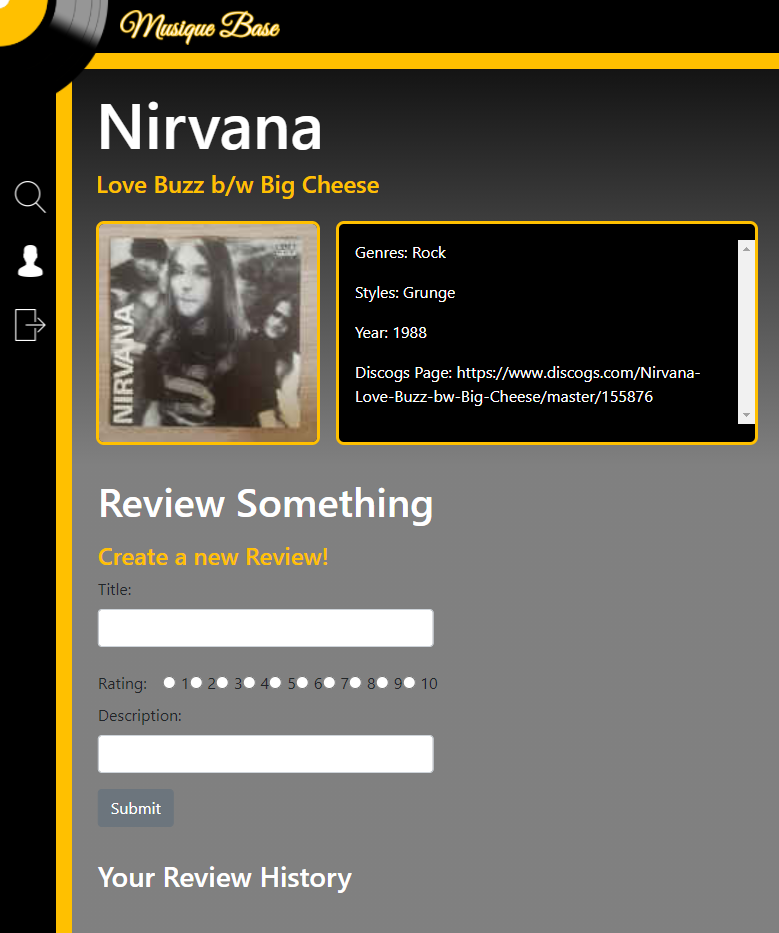 Musique Base
Nirvana
Love Buzz b/w Big Cheese
NIRVANA
Genres: Rock
Styles: Grunge
Year: 1988
Discogs Page: https://www.discogs.com/Nirvana-
Love-Buzz-bw-Big-Cheese/master/155876
Review Something
Create a new Review!
Title:
Rating: 1 2 3 4 5 6 7 8 9 10
Description:
Submit
Your Review History